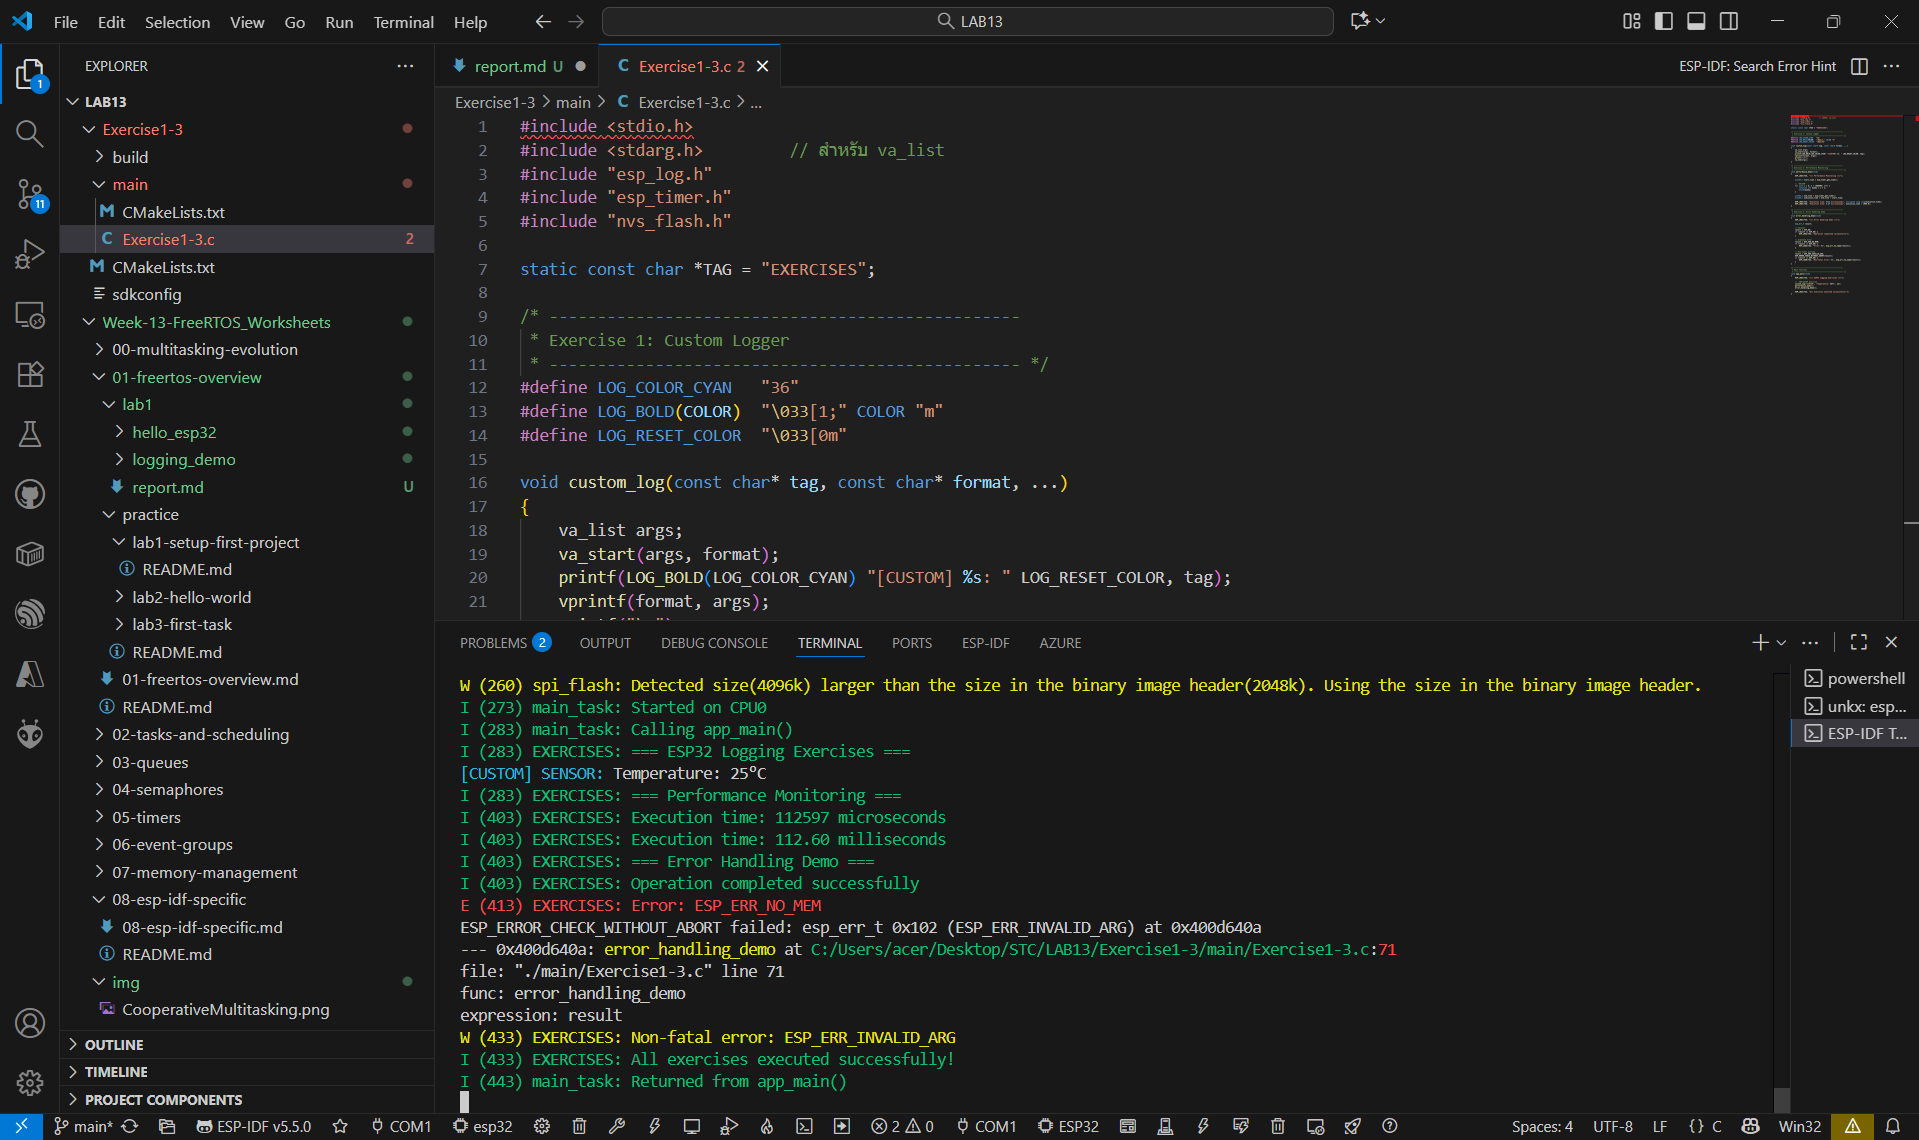 File Edit Selection View Go Run Terminal Help
LAB13
EXPLORER
LAB13
Exercise1-3
build
main
CMakeLists.txt
Exercise1-3.c 2
CMakeLists.txt
sdkconfig
Week-13-FreeRTOS_Worksheets
00-multitasking-evolution
01-freertos-overview
lab1
hello_esp32
logging_demo
report.md U
practice
lab1-setup-first-project
README.md
lab2-hello-world
lab3-first-task
README.md
01-freertos-overview.md
README.md
02-tasks-and-scheduling
03-queues
04-semaphores
05-timers
06-event-groups
07-memory-management
08-esp-idf-specific
08-esp-idf-specific.md
README.md
img
CooperativeMultitasking.png
OUTLINE
TIMELINE
PROJECT COMPONENTS
1
11
report.md U
Exercise1-3.c 2
ESP-IDF: Search Error Hint
Exercise1-3 > main > C Exercise1-3.c > ...
1 #include <stdio.h>
2 #include <stdarg.h> // สำหรับ va_list
3 #include "esp_log.h"
4 #include "esp_timer.h"
5 #include "nvs_flash.h"
6
7 static const char *TAG = "EXERCISES";
8
9 /* -------------------------------------------------
10 * Exercise 1: Custom Logger
11 * ------------------------------------------------- */
12 #define LOG_COLOR_CYAN "36"
13 #define LOG_BOLD(COLOR) "\033[1;" COLOR "m"
14 #define LOG_RESET_COLOR "\033[0m"
15
16 void custom_log(const char* tag, const char* format, ...)
17 {
18 va_list args;
19 va_start(args, format);
20 printf(LOG_BOLD(LOG_COLOR_CYAN) "[CUSTOM] %s: " LOG_RESET_COLOR, tag);
21 vprintf(format, args);
PROBLEMS 2 OUTPUT DEBUG CONSOLE TERMINAL PORTS ESP-IDF AZURE
W (260) spi_flash: Detected size(4096k) larger than the size in the binary image header(2048k). Using the size in the binary image header.
I (273) main_task: Started on CPU0
I (283) main_task: Calling app_main()
I (283) EXERCISES: === ESP32 Logging Exercises ===
[CUSTOM] SENSOR: Temperature: 25°C
I (283) EXERCISES: === Performance Monitoring ===
I (403) EXERCISES: Execution time: 112597 microseconds
I (403) EXERCISES: Execution time: 112.60 milliseconds
I (403) EXERCISES: === Error Handling Demo ===
I (403) EXERCISES: Operation completed successfully
E (413) EXERCISES: Error: ESP_ERR_NO_MEM
ESP_ERROR_CHECK_WITHOUT_ABORT failed: esp_err_t 0x102 (ESP_ERR_INVALID_ARG) at 0x400d640a
--- 0x400d640a: error_handling_demo at C:/Users/acer/Desktop/STC/LAB13/Exercise1-3/main/Exercise1-3.c:71
file: "./main/Exercise1-3.c" line 71
func: error_handling_demo
expression: result
W (433) EXERCISES: Non-fatal error: ESP_ERR_INVALID_ARG
I (433) EXERCISES: All exercises executed successfully!
I (443) main_task: Returned from app_main()
powershell
unkx: esp...
ESP-IDF T...
main* ESP-IDF v5.5.0 COM1 esp32 2 0 COM1 ESP32 Spaces: 4 UTF-8 LF {} C Win32